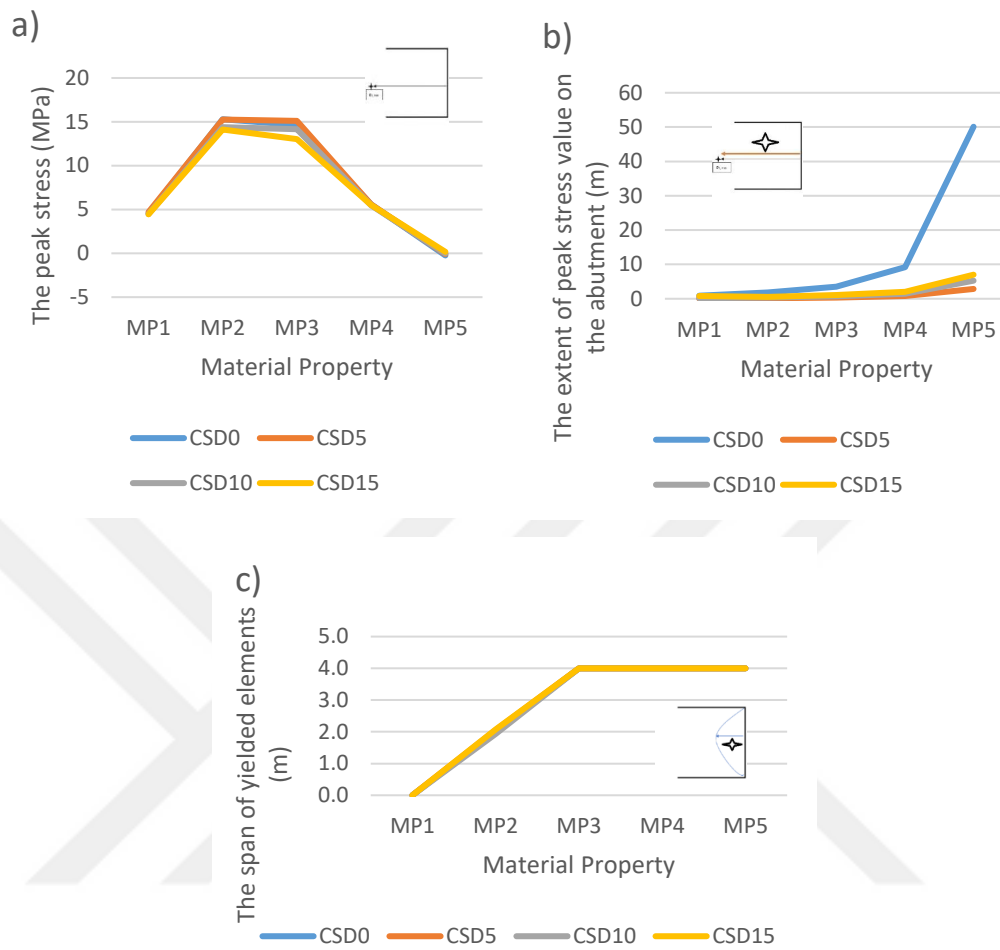 a)
The peak stress (MPa)
20
15
10
5
0
-5
MP1 MP2 MP3 MP4 MP5
Material Property
CSD0 CSD5
CSD10 CSD15
b)
The extent of peak stress value on
the abutment (m)
60
50
40
30
20
10
0
MP1 MP2 MP3 MP4 MP5
Material Property
CSD0 CSD5
CSD10 CSD15
c)
The span of yielded elements
(m)
5.0
4.0
3.0
2.0
1.0
0.0
MP1 MP2 MP3 MP4 MP5
Material Property
CSD0 CSD5 CSD10 CSD15